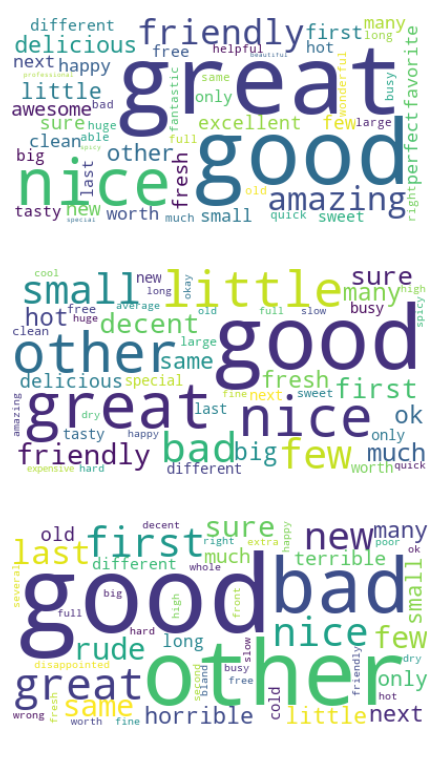 different
friendly
first
many
long
delicious
free
helpful
beautiful
hot
next
happy
great
professional
same
wonderful
busy
favorite
little
fantastic
only
awesome
bad
sure
huge
excellent
few
large
perfect
clean
able
full
spicy
good
big
other
nice
last
fresh
old
amazing
right
tasty
new
worth
much
small
quick
sweet
special
cool
small
new
long
little
okay
sure
many
high
hot
free
huge
average
old
full
slow
busy
spicy
clean
decent
good
other
same
large
delicious
special
fresh
first
fine
next
sweet
amazing
great
last
nice
ok
dry
tasty
happy
only
friendly
bad
big
few
much
expensive
hard
different
worth
quick
old
decent
sure
happy
new
many
last
first
right
extra
poor
ok
several
different
much
terrible
whole
good
big
bad
small
high
front
full
hard
long
nice
few
rude
slow
dry
disappointed
other
busy
friendly
only
great
bland
second
free
cold
hot
fresh
same
horrible
little
next
wrong
worth
fine